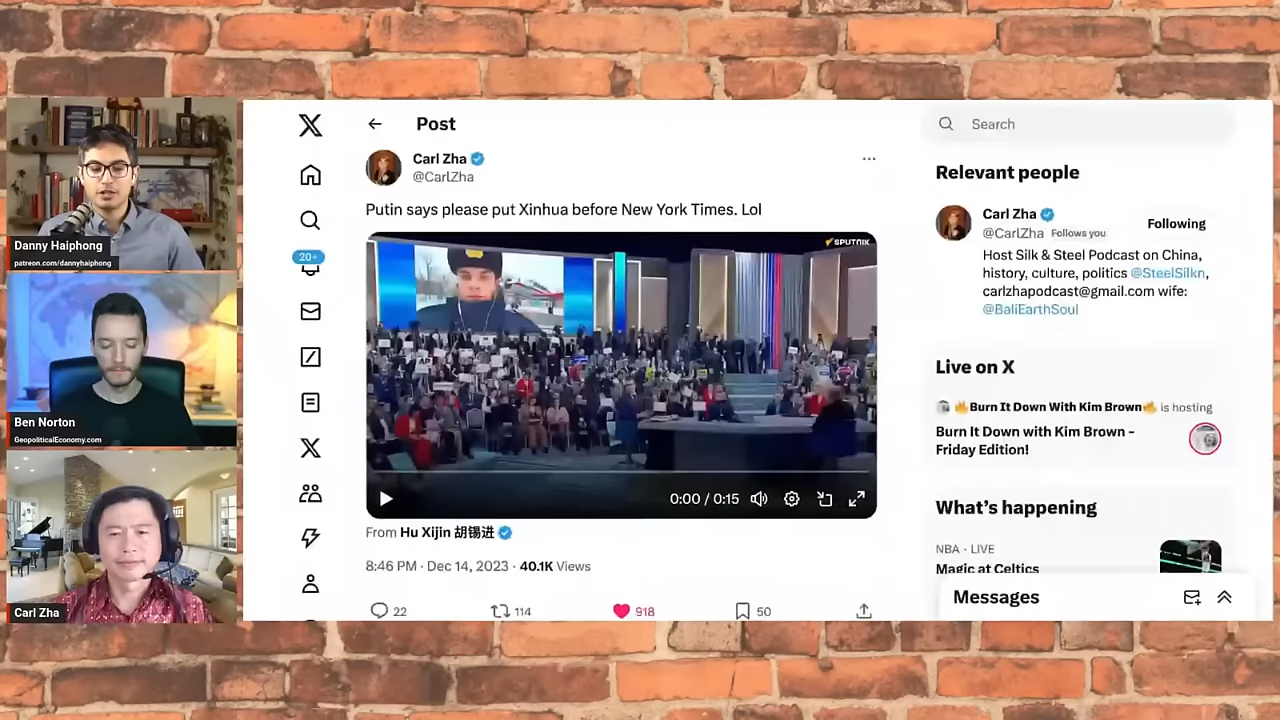 Danny Haiphong
patreon.com/dannyhaiphong
Ben Norton
GeopoliticalEconomy.com
Carl Zha
X
Post
Carl Zha
@CarlZha
Putin says please put Xinhua before New York Times. Lol
SPUTNIK
AP
0:00 / 0:15
From Hu Xijin 胡锡进
8:46 PM · Dec 14, 2023 · 40.1K Views
22
114
918
50
20+
Search
Relevant people
Carl Zha
@CarlZha Follows you
Following
Host Silk & Steel Podcast on China,
history, culture, politics @SteelSilkn,
carlzhapodcast@gmail.com wife:
@BaliEarthSoul
Live on X
🔥Burn It Down With Kim Brown🔥 is hosting
Burn It Down with Kim Brown -
Friday Edition!
What's happening
NBA · LIVE
Magic at Celtics
Messages